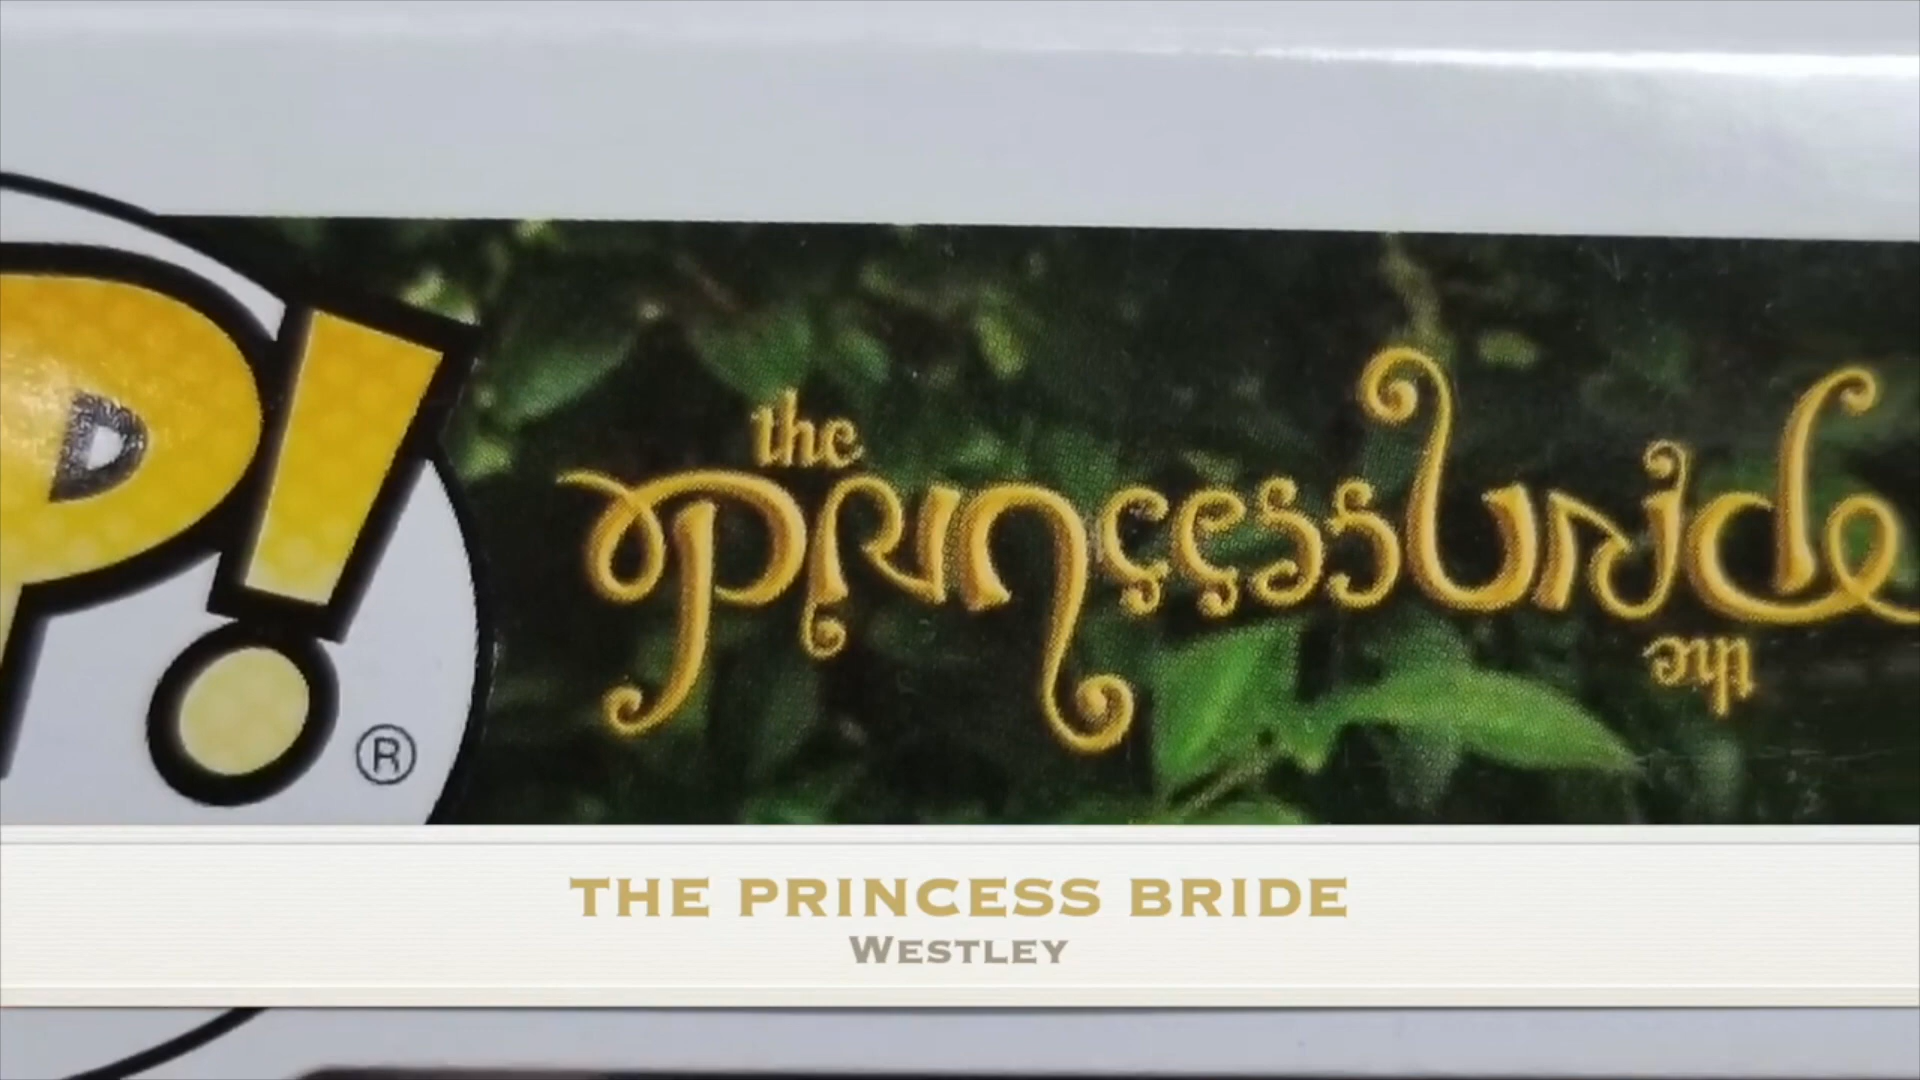 P!
®
the
princess bride
the
THE PRINCESS BRIDE
WESTLEY